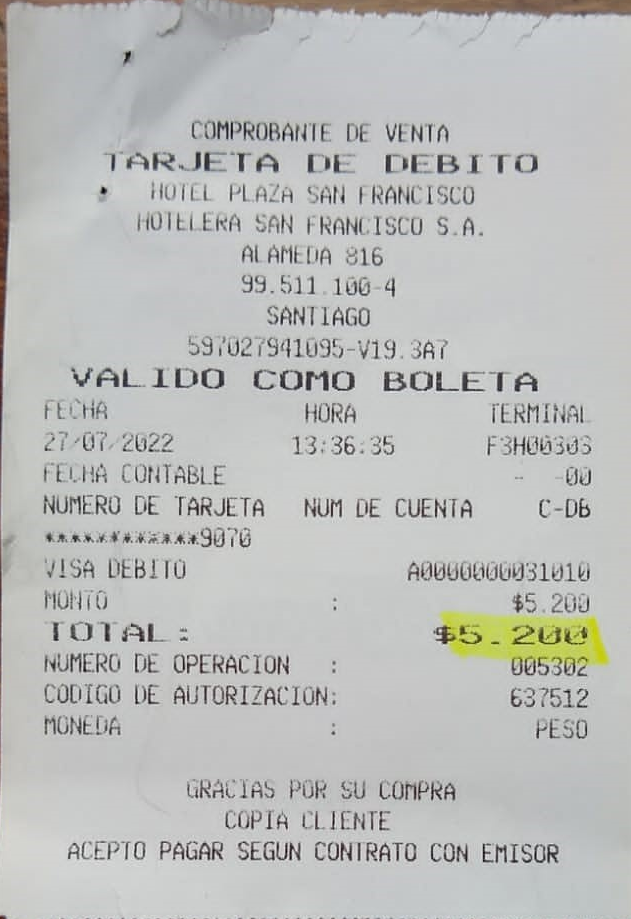 COMPROBANTE DE VENTA
TARJETA DE DEBITO
HOTEL PLAZA SAN FRANCISCO
HOTELERA SAN FRANCISCO S.A.
ALAMEDA 816
99.511.100-4
SANTIAGO
597027941095-V19.3A7
VALIDO COMO BOLETA
FECHA HORA TERMINAL
27/07/2022 13:36:35 F3H00303
FECHA CONTABLE - -00
NUMERO DE TARJETA NUM DE CUENTA C-DB
************9070
VISA DEBITO A0000000031010
MONTO : $5.200
TOTAL: $5.200
NUMERO DE OPERACION : 005302
CODIGO DE AUTORIZACION: 637512
MONEDA : PESO
GRACIAS POR SU COMPRA
COPIA CLIENTE
ACEPTO PAGAR SEGUN CONTRATO CON EMISOR